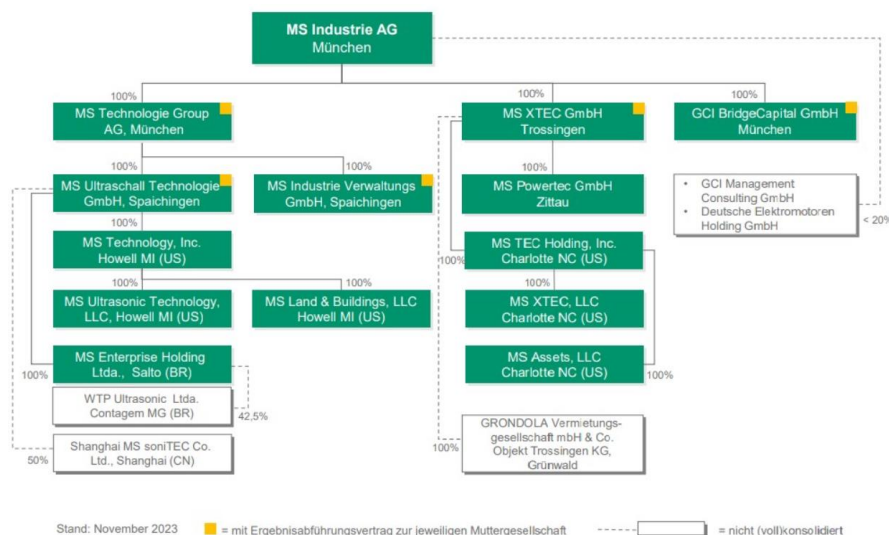 MS Industrie AG
München
100%
100%
100%
MS Technologie Group
AG, München
MS XTEC GmbH
Trossingen
GCI BridgeCapital GmbH
München
100%
100%
100%
MS Ultraschall Technologie
GmbH, Spaichingen
MS Industrie Verwaltungs
GmbH, Spaichingen
MS Powertec GmbH
Zittau
• GCI Management
Consulting GmbH
• Deutsche Elektromotoren
Holding GmbH
< 20%
100%
MS Technology, Inc.
Howell MI (US)
MS TEC Holding, Inc.
Charlotte NC (US)
100%
100%
100%
100%
MS Ultrasonic Technology,
LLC, Howell MI (US)
MS Land & Buildings, LLC
Howell MI (US)
MS XTEC, LLC
Charlotte NC (US)
MS Enterprise Holding
Ltda., Salto (BR)
MS Assets, LLC
Charlotte NC (US)
100%
100%
WTP Ultrasonic Ltda.
Contagem MG (BR)
42,5%
Shanghai MS soniTEC Co.
Ltd., Shanghai (CN)
50%
GRONDOLA Vermietungs-
gesellschaft mbH & Co.
Objekt Trossingen KG,
Grünwald
100%
Stand: November 2023
= mit Ergebnisabführungsvertrag zur jeweiligen Muttergesellschaft
= nicht (voll)konsolidiert